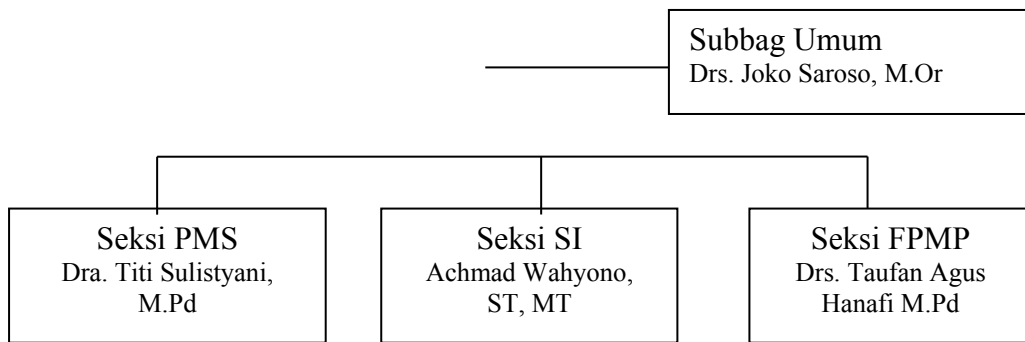 Subbag Umum
Drs. Joko Saroso, M.Or
Seksi PMS
Dra. Titi Sulistyani,
M.Pd
Seksi SI
Achmad Wahyono,
ST, MT
Seksi FPMP
Drs. Taufan Agus
Hanafi M.Pd